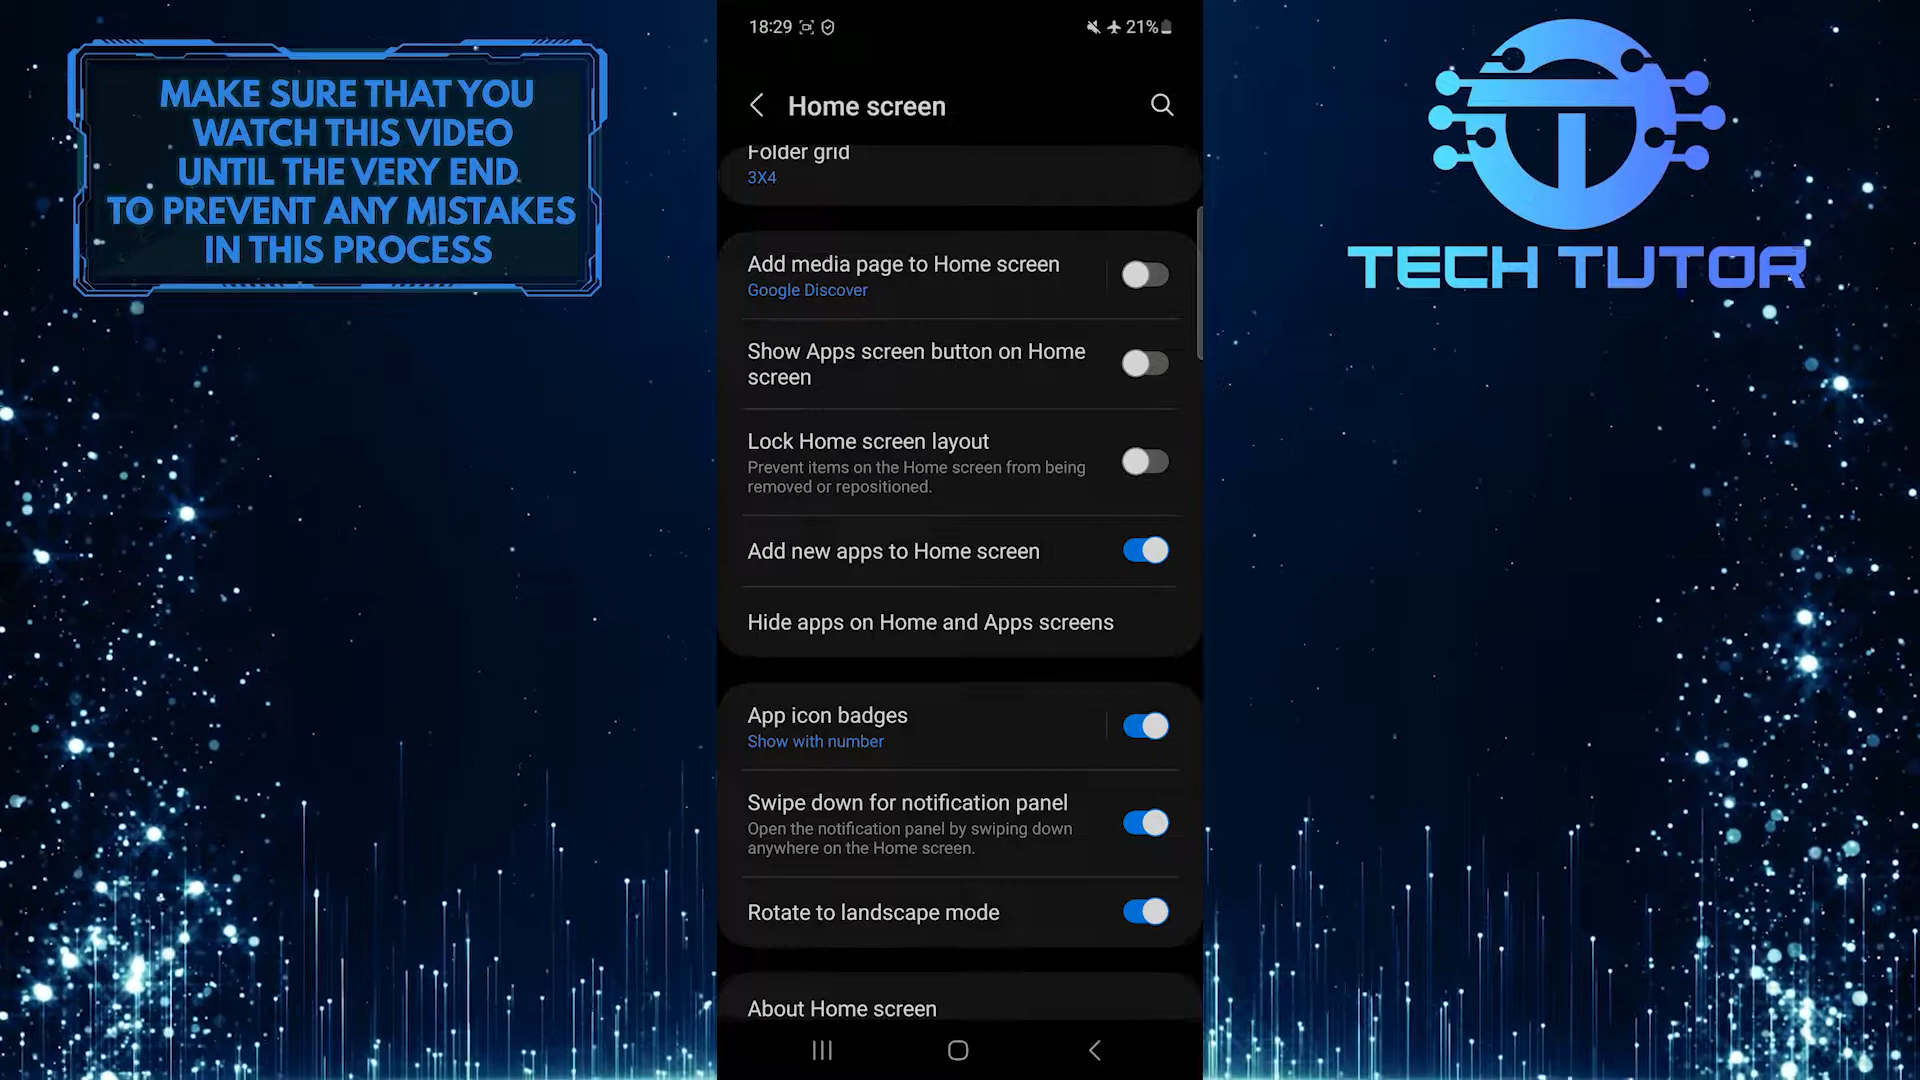 MAKE SURE THAT YOU
WATCH THIS VIDEO
UNTIL THE VERY END
TO PREVENT ANY MISTAKES
IN THIS PROCESS
18:29
21%
Home screen
Folder grid
3X4
Add media page to Home screen
Google Discover
Show Apps screen button on Home
screen
Lock Home screen layout
Prevent items on the Home screen from being
removed or repositioned.
Add new apps to Home screen
Hide apps on Home and Apps screens
App icon badges
Show with number
Swipe down for notification panel
Open the notification panel by swiping down
anywhere on the Home screen.
Rotate to landscape mode
About Home screen
TECH TUTOR